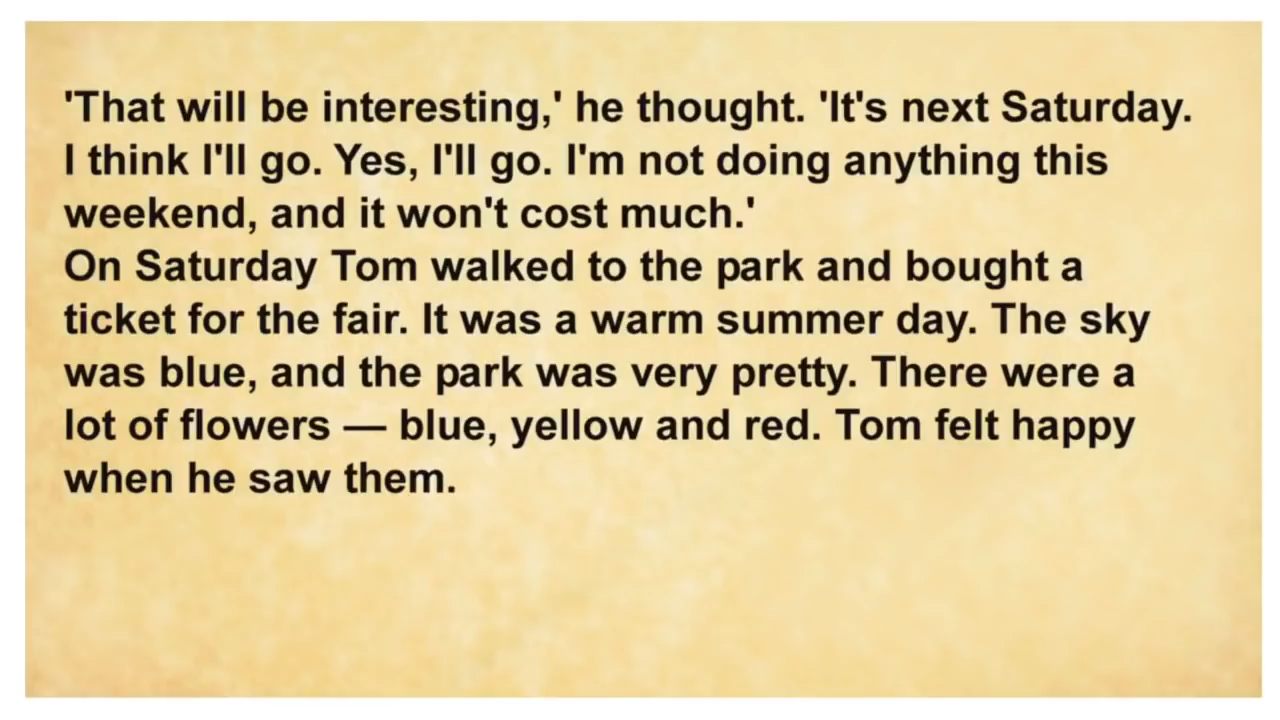 'That will be interesting,' he thought. 'It's next Saturday.
I think I'll go. Yes, I'll go. I'm not doing anything this
weekend, and it won't cost much.'
On Saturday Tom walked to the park and bought a
ticket for the fair. It was a warm summer day. The sky
was blue, and the park was very pretty. There were a
lot of flowers — blue, yellow and red. Tom felt happy
when he saw them.